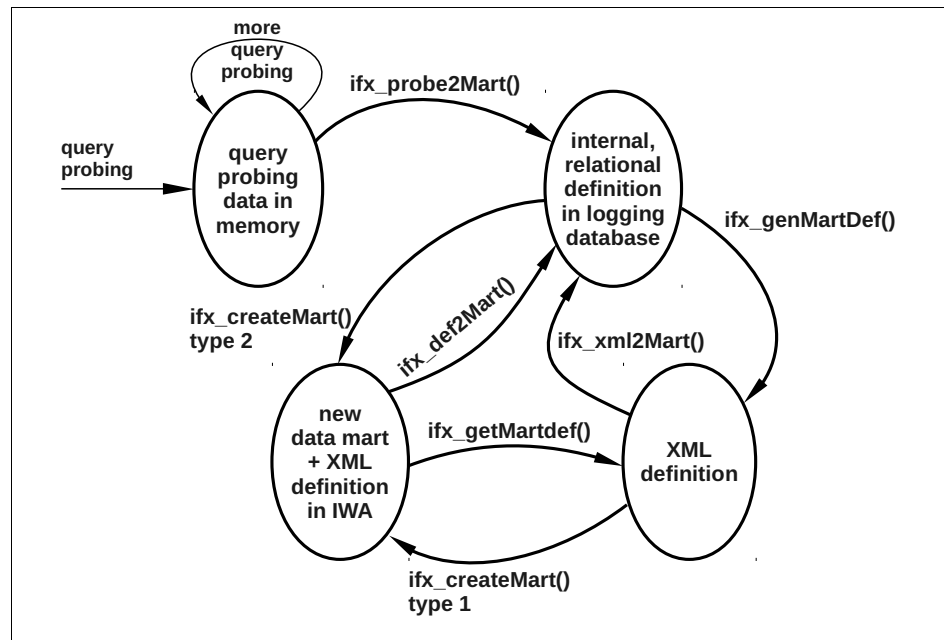 more
query
probing
ifx_probe2Mart()
query
probing
query
probing
data in
memory
internal,
relational
definition
in logging
database
ifx_genMartDef()
ifx_createMart()
type 2
ifx_def2Mart()
ifx_xml2Mart()
new
data mart
+ XML
definition
in IWA
ifx_getMartdef()
XML
definition
ifx_createMart()
type 1